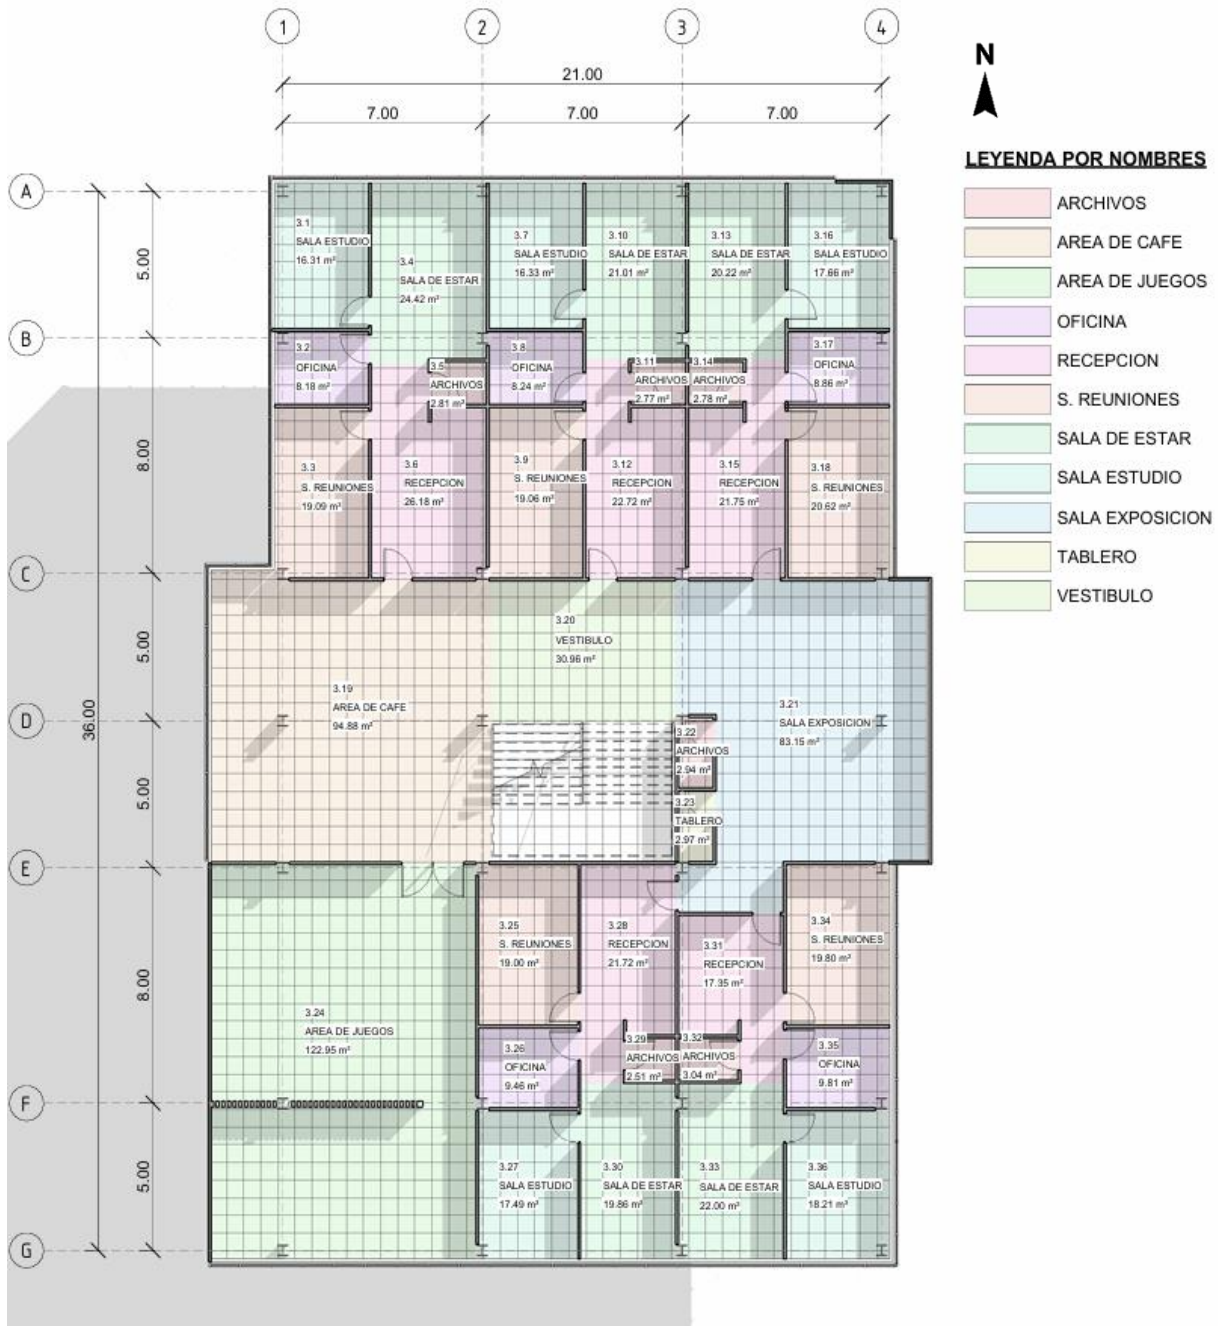 1
2
3
4
N
21.00
7.00
7.00
7.00
LEYENDA POR NOMBRES
ARCHIVOS
AREA DE CAFE
AREA DE JUEGOS
OFICINA
RECEPCION
S. REUNIONES
SALA DE ESTAR
SALA ESTUDIO
SALA EXPOSICION
TABLERO
VESTIBULO
A
B
C
D
E
F
G
36.00
5.00
8.00
5.00
5.00
8.00
5.00
3.1
SALA ESTUDIO
16.31 m²
3.4
SALA DE ESTAR
24.42 m²
3.7
SALA ESTUDIO
16.33 m²
3.10
SALA DE ESTAR
21.01 m²
3.13
SALA DE ESTAR
20.22 m²
3.16
SALA ESTUDIO
17.66 m²
3.2
OFICINA
8.18 m²
3.5
ARCHIVOS
2.81 m²
3.8
OFICINA
8.24 m²
3.11
ARCHIVOS
2.77 m²
3.14
ARCHIVOS
2.78 m²
3.17
OFICINA
8.86 m²
3.3
S. REUNIONES
19.09 m²
3.6
RECEPCION
26.18 m²
3.9
S. REUNIONES
19.06 m²
3.12
RECEPCION
22.72 m²
3.15
RECEPCION
21.75 m²
3.18
S. REUNIONES
20.62 m²
3.19
AREA DE CAFE
94.88 m²
3.20
VESTIBULO
30.96 m²
3.21
SALA EXPOSICION
83.15 m²
3.22
ARCHIVOS
2.94 m²
3.23
TABLERO
2.97 m²
3.24
AREA DE JUEGOS
122.95 m²
3.25
S. REUNIONES
19.00 m²
3.28
RECEPCION
21.72 m²
3.31
RECEPCION
17.35 m²
3.34
S. REUNIONES
19.80 m²
3.26
OFICINA
9.46 m²
3.29
ARCHIVOS
2.51 m²
3.32
ARCHIVOS
3.04 m²
3.35
OFICINA
9.81 m²
3.27
SALA ESTUDIO
17.49 m²
3.30
SALA DE ESTAR
19.86 m²
3.33
SALA DE ESTAR
22.00 m²
3.36
SALA ESTUDIO
18.21 m²